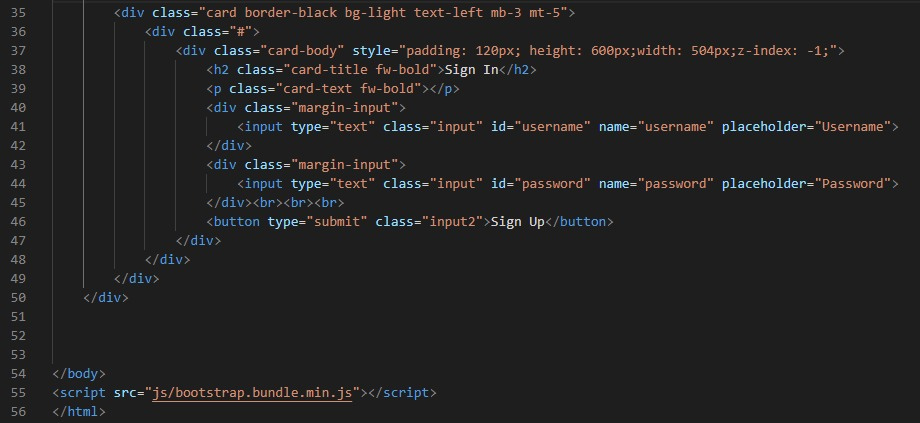 35 <div class="card border-black bg-light text-left mb-3 mt-5">
36 <div class="#">
37 <div class="card-body" style="padding: 120px; height: 600px;width: 504px;z-index: -1;">
38 <h2 class="card-title fw-bold">Sign In</h2>
39 <p class="card-text fw-bold"></p>
40 <div class="margin-input">
41 <input type="text" class="input" id="username" name="username" placeholder="Username">
42 </div>
43 <div class="margin-input">
44 <input type="text" class="input" id="password" name="password" placeholder="Password">
45 </div><br><br><br>
46 <button type="submit" class="input2">Sign Up</button>
47 </div>
48 </div>
49 </div>
50 </div>
51
52
53
54 </body>
55 <script src="js/bootstrap.bundle.min.js"></script>
56 </html>